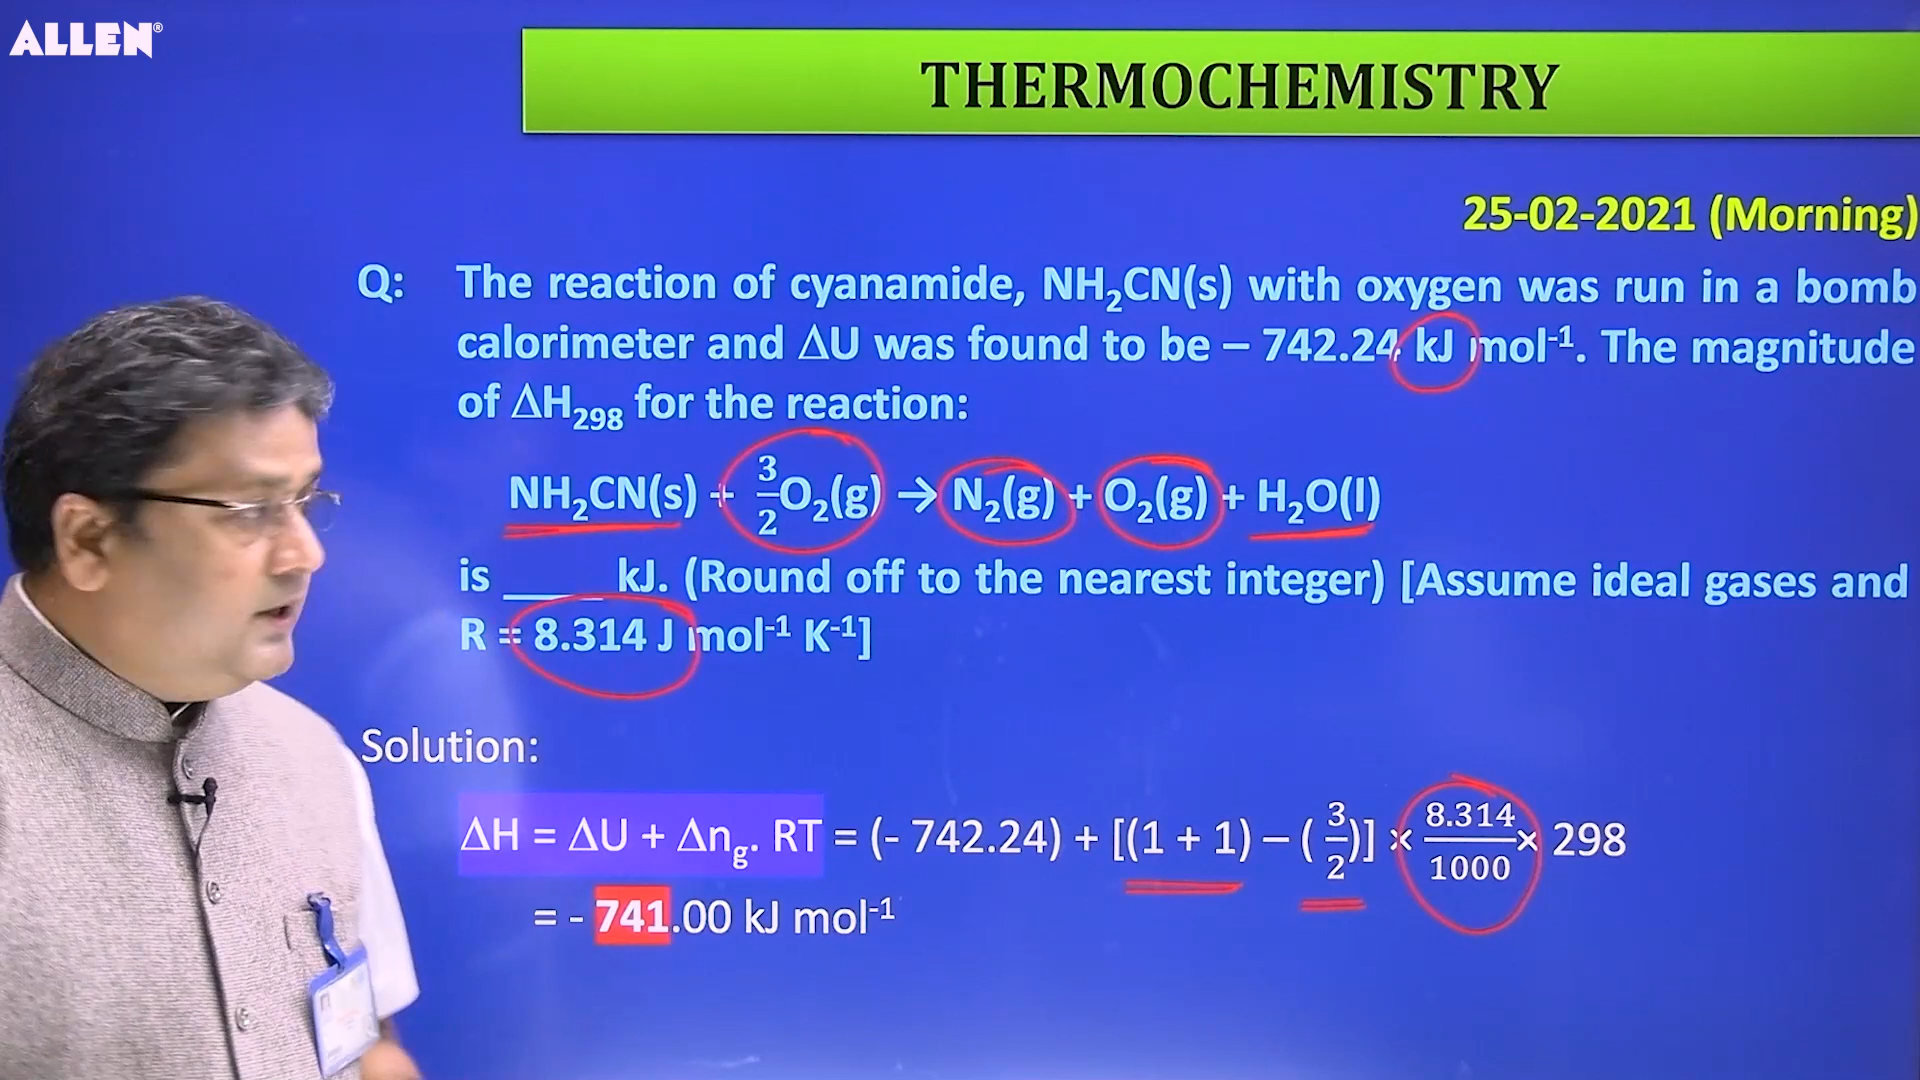 ALLEN®
THERMOCHEMISTRY
25-02-2021 (Morning)
Q: The reaction of cyanamide, NH₂CN(s) with oxygen was run in a bomb
calorimeter and ΔU was found to be – 742.24 kJ mol⁻¹. The magnitude
of ΔH₂₉₈ for the reaction:
NH₂CN(s) + 3/2 O₂(g) → N₂(g) + O₂(g) + H₂O(l)
is ____ kJ. (Round off to the nearest integer) [Assume ideal gases and
R = 8.314 J mol⁻¹ K⁻¹]
Solution:
ΔH = ΔU + Δn_g. RT = (- 742.24) + [(1 + 1) – ( 3/2 )] × 8.314/1000 × 298
= - 741.00 kJ mol⁻¹